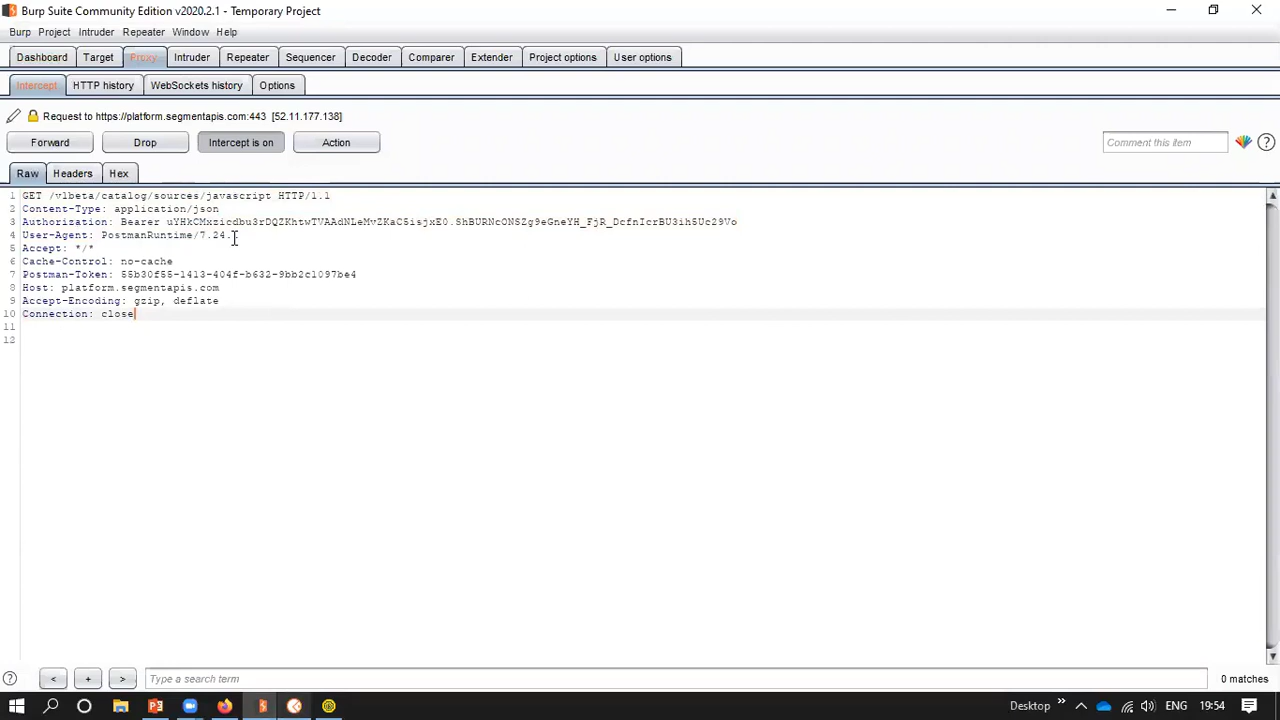 Burp Suite Community Edition v2020.2.1 - Temporary Project
Burp Project Intruder Repeater Window Help
Dashboard Target Proxy Intruder Repeater Sequencer Decoder Comparer Extender Project options User options
Intercept HTTP history WebSockets history Options
Request to https://platform.segmentapis.com:443 [52.11.177.138]
Forward Drop Intercept is on Action Comment this item ?
Raw Headers Hex
1 GET /v1beta/catalog/sources/javascript HTTP/1.1
2 Content-Type: application/json
3 Authorization: Bearer
4 User-Agent: PostmanRuntime/7.24.
5 Accept: */*
6 Cache-Control: no-cache
7 Postman-Token: 55b30f55-1413-404f-b632-9bb2c1097be4
8 Host: platform.segmentapis.com
9 Accept-Encoding: gzip, deflate
10 Connection: close
11
12
? < + > Type a search term 0 matches
Desktop ENG 19:54